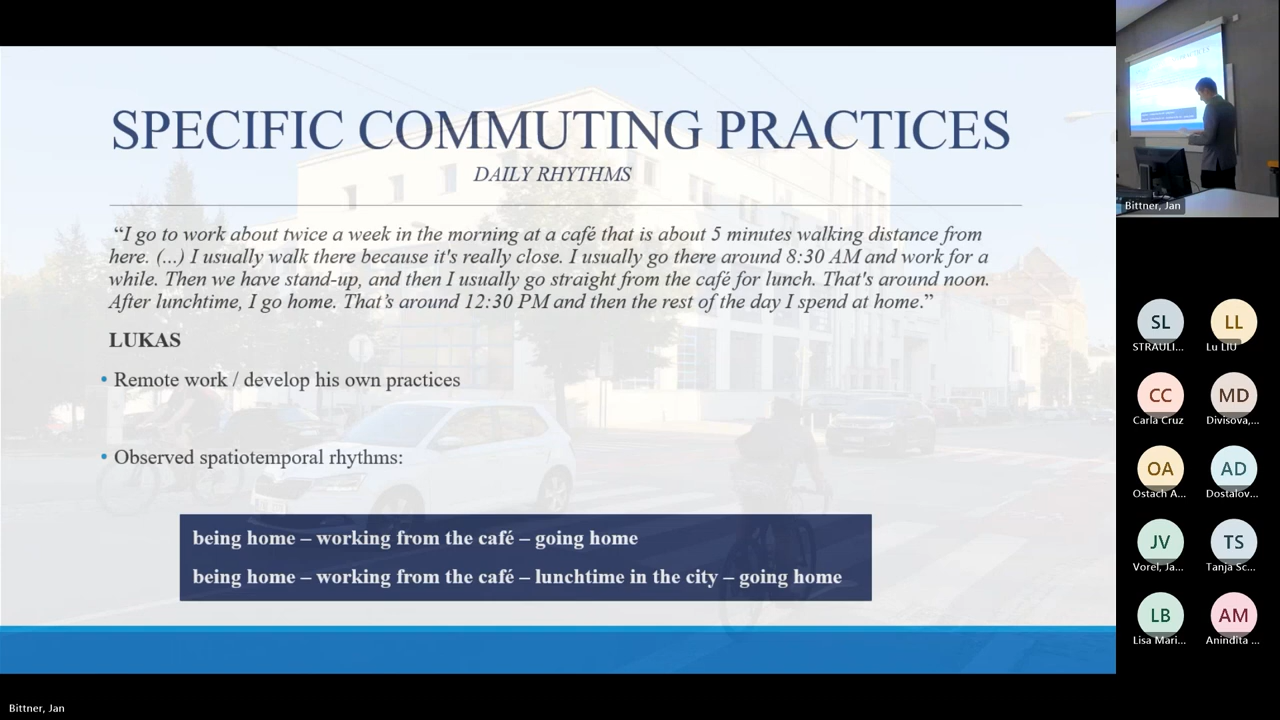 SPECIFIC COMMUTING PRACTICES
DAILY RHYTHMS
“I go to work about twice a week in the morning at a café that is about 5 minutes walking distance from
here. (...) I usually walk there because it's really close. I usually go there around 8:30 AM and work for a
while. Then we have stand-up, and then I usually go straight from the café for lunch. That's around noon.
After lunchtime, I go home. That's around 12:30 PM and then the rest of the day I spend at home.”
LUKAS
• Remote work / develop his own practices
• Observed spatiotemporal rhythms:
being home – working from the café – going home
being home – working from the café – lunchtime in the city – going home
Bittner, Jan
SL
STRAULI...
LL
Lu LIU
CC
Carla Cruz
MD
Divisova,...
OA
Ostach A...
AD
Dostalov...
JV
Vorel, Ja...
TS
Tanja Sc...
LB
Lisa Mari...
AM
Anindita ...
Bittner, Jan